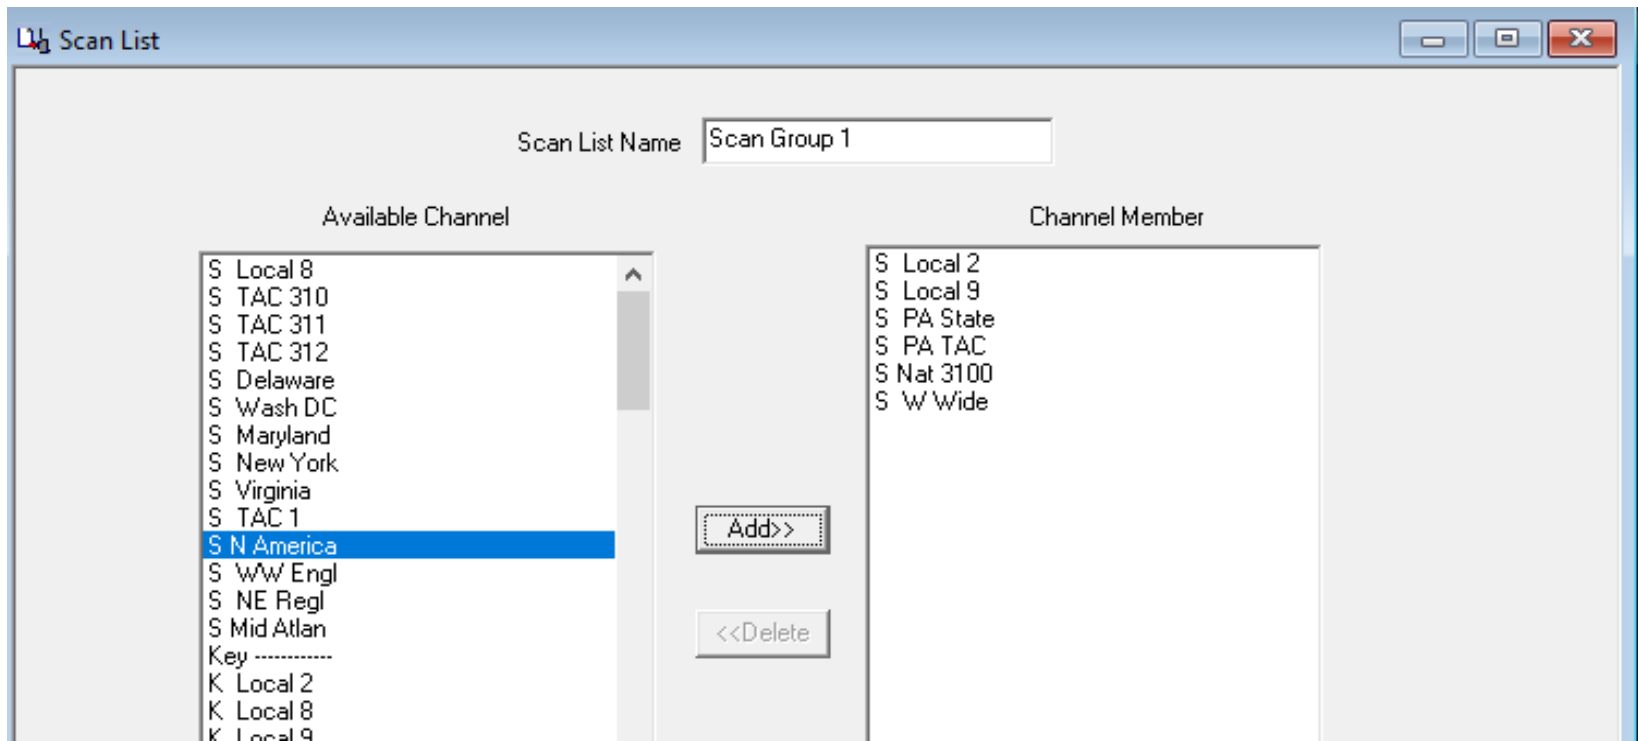 Scan List
Scan List Name Scan Group 1
Available Channel
S Local 8
S TAC 310
S TAC 311
S TAC 312
S Delaware
S Wash DC
S Maryland
S New York
S Virginia
S TAC 1
S N America
S WW Engl
S NE Regl
S Mid Atlan
Key ------------
K Local 2
K Local 8
K Local 9
Add>>
<<Delete
Channel Member
S Local 2
S Local 9
S PA State
S PA TAC
S Nat 3100
S W Wide